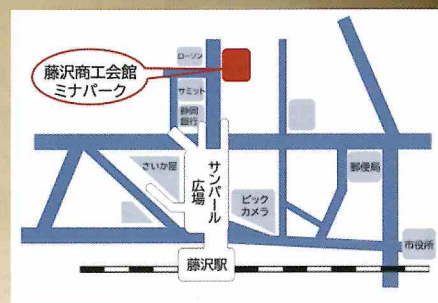 ローソン
藤沢商工会館
ミナパーク
サミット
静岡
銀行
さいか屋
サンパール
広場
郵便局
ビック
カメラ
市役所
藤沢駅